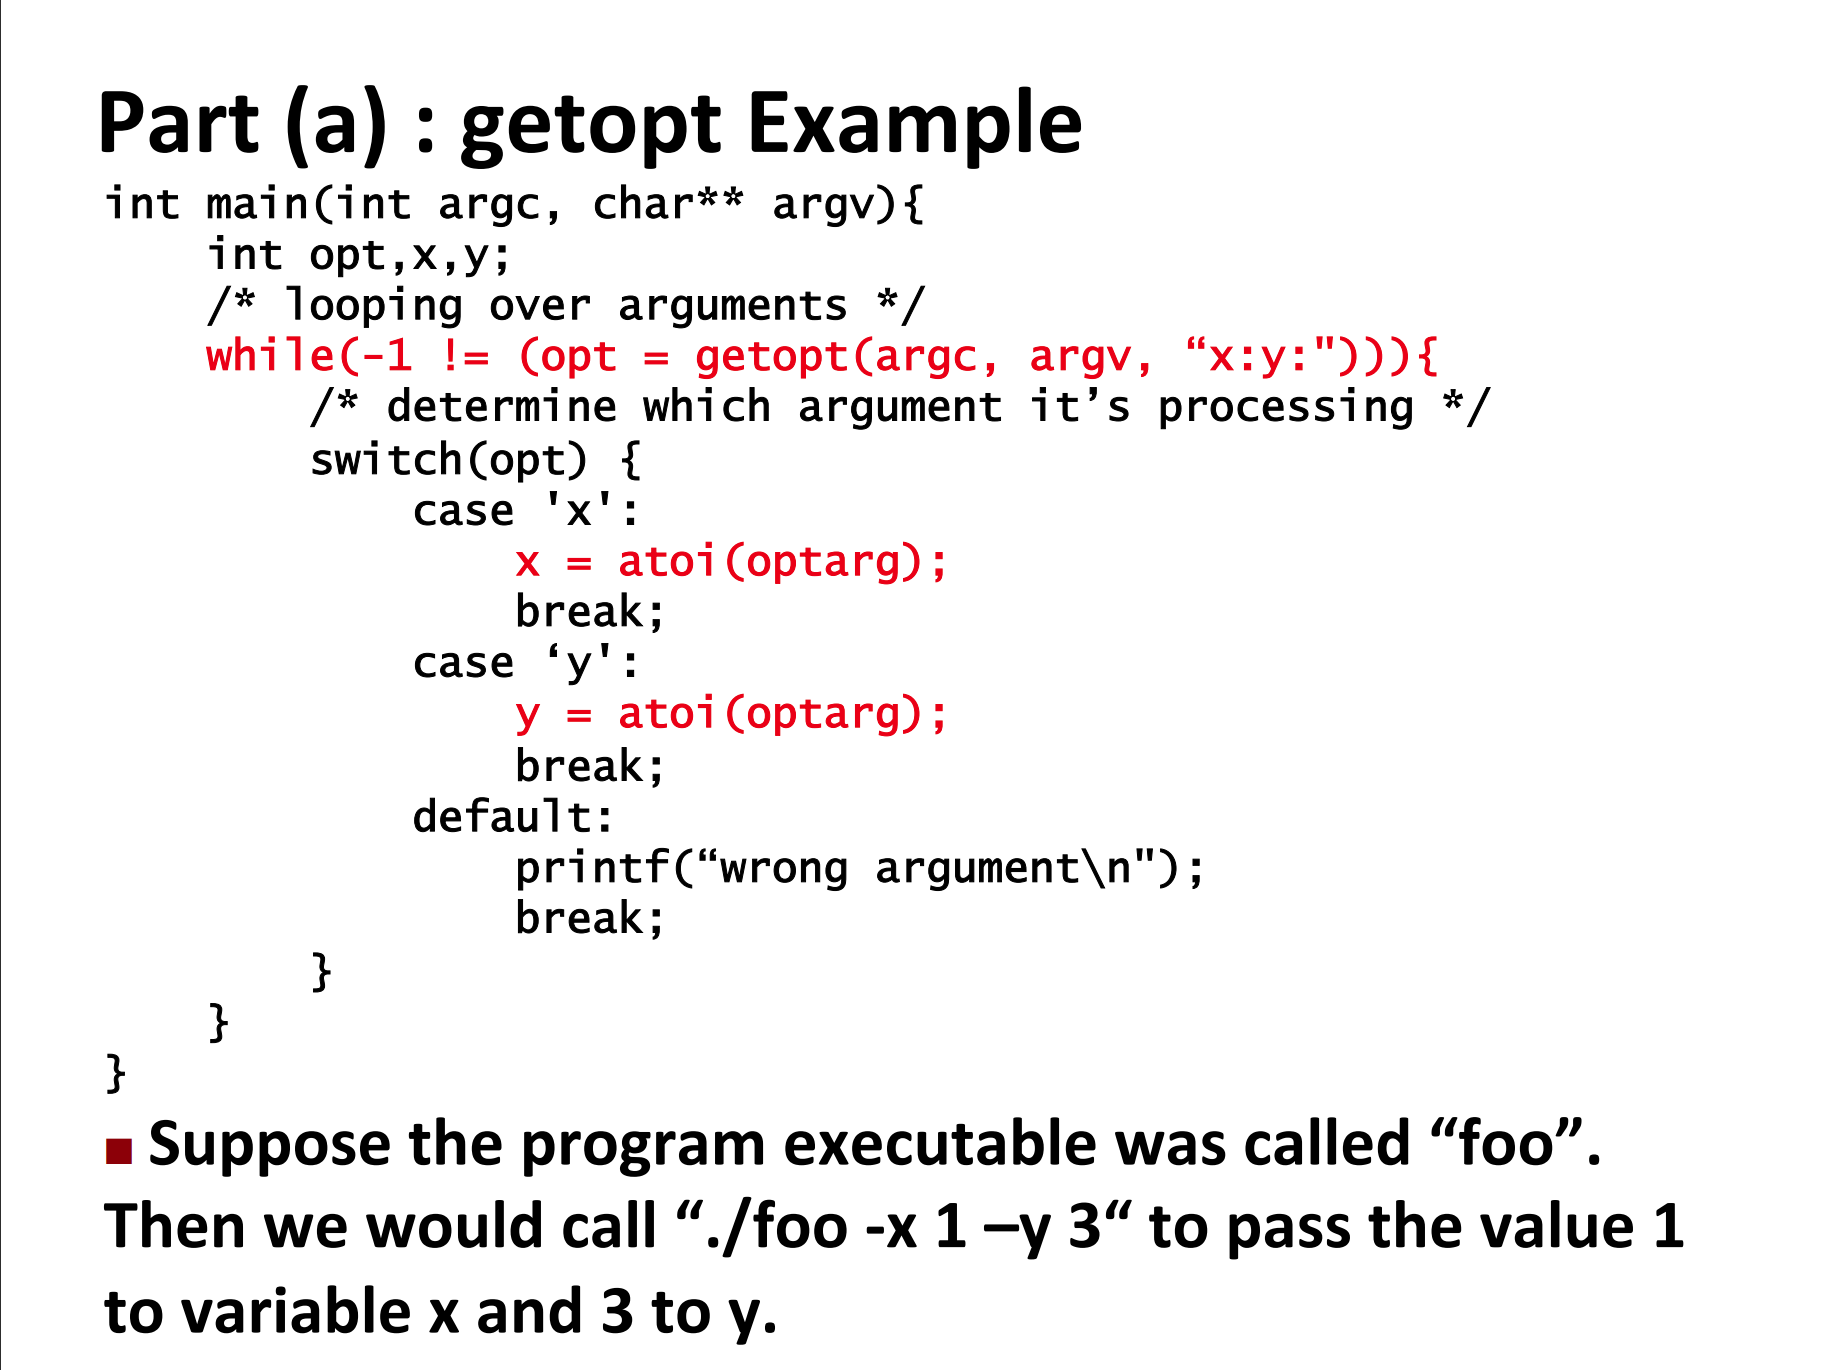 Part (a) : getopt Example
int main(int argc, char** argv){
    int opt,x,y;
    /* looping over arguments */
    while(-1 != (opt = getopt(argc, argv, “x:y:"))){
        /* determine which argument it’s processing */
        switch(opt) {
            case 'x':
                x = atoi(optarg);
                break;
            case ‘y':
                y = atoi(optarg);
                break;
            default:
                printf(“wrong argument\n");
                break;
        }
    }
}
■ Suppose the program executable was called “foo”.
Then we would call “./foo -x 1 –y 3“ to pass the value 1
to variable x and 3 to y.